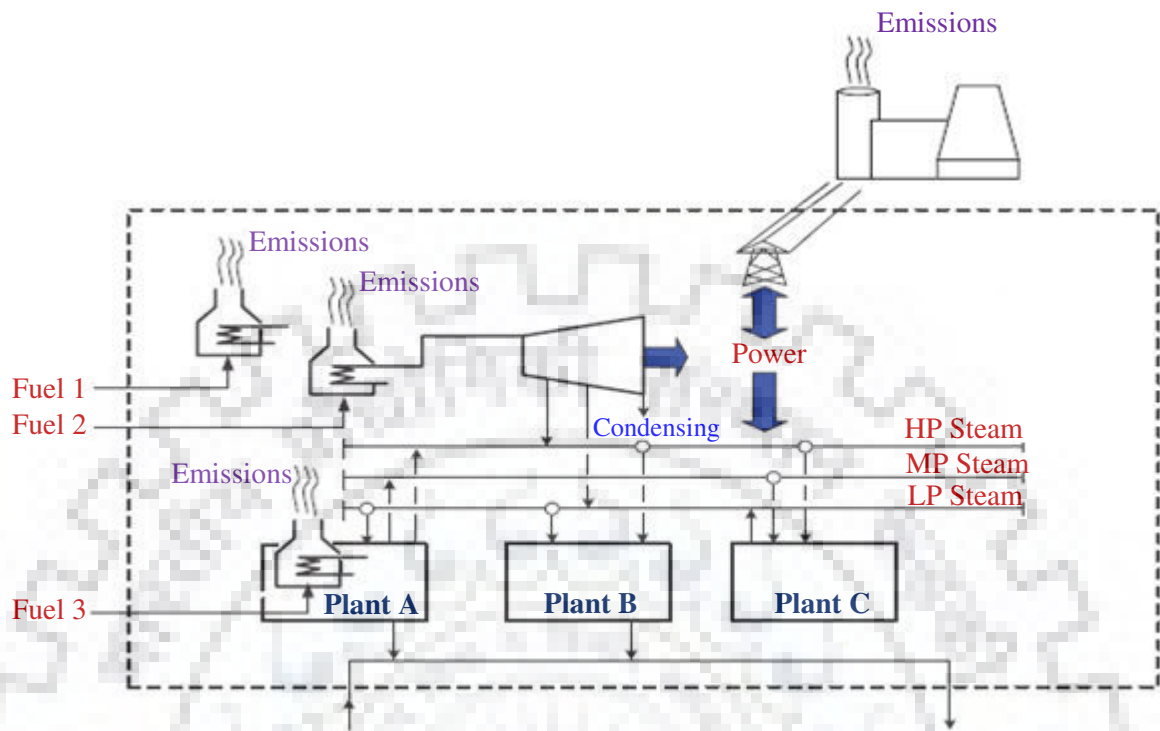 Emissions
Emissions
Emissions
Fuel 1
Power
Fuel 2
Condensing
HP Steam
MP Steam
Emissions
LP Steam
Fuel 3
Plant A
Plant B
Plant C